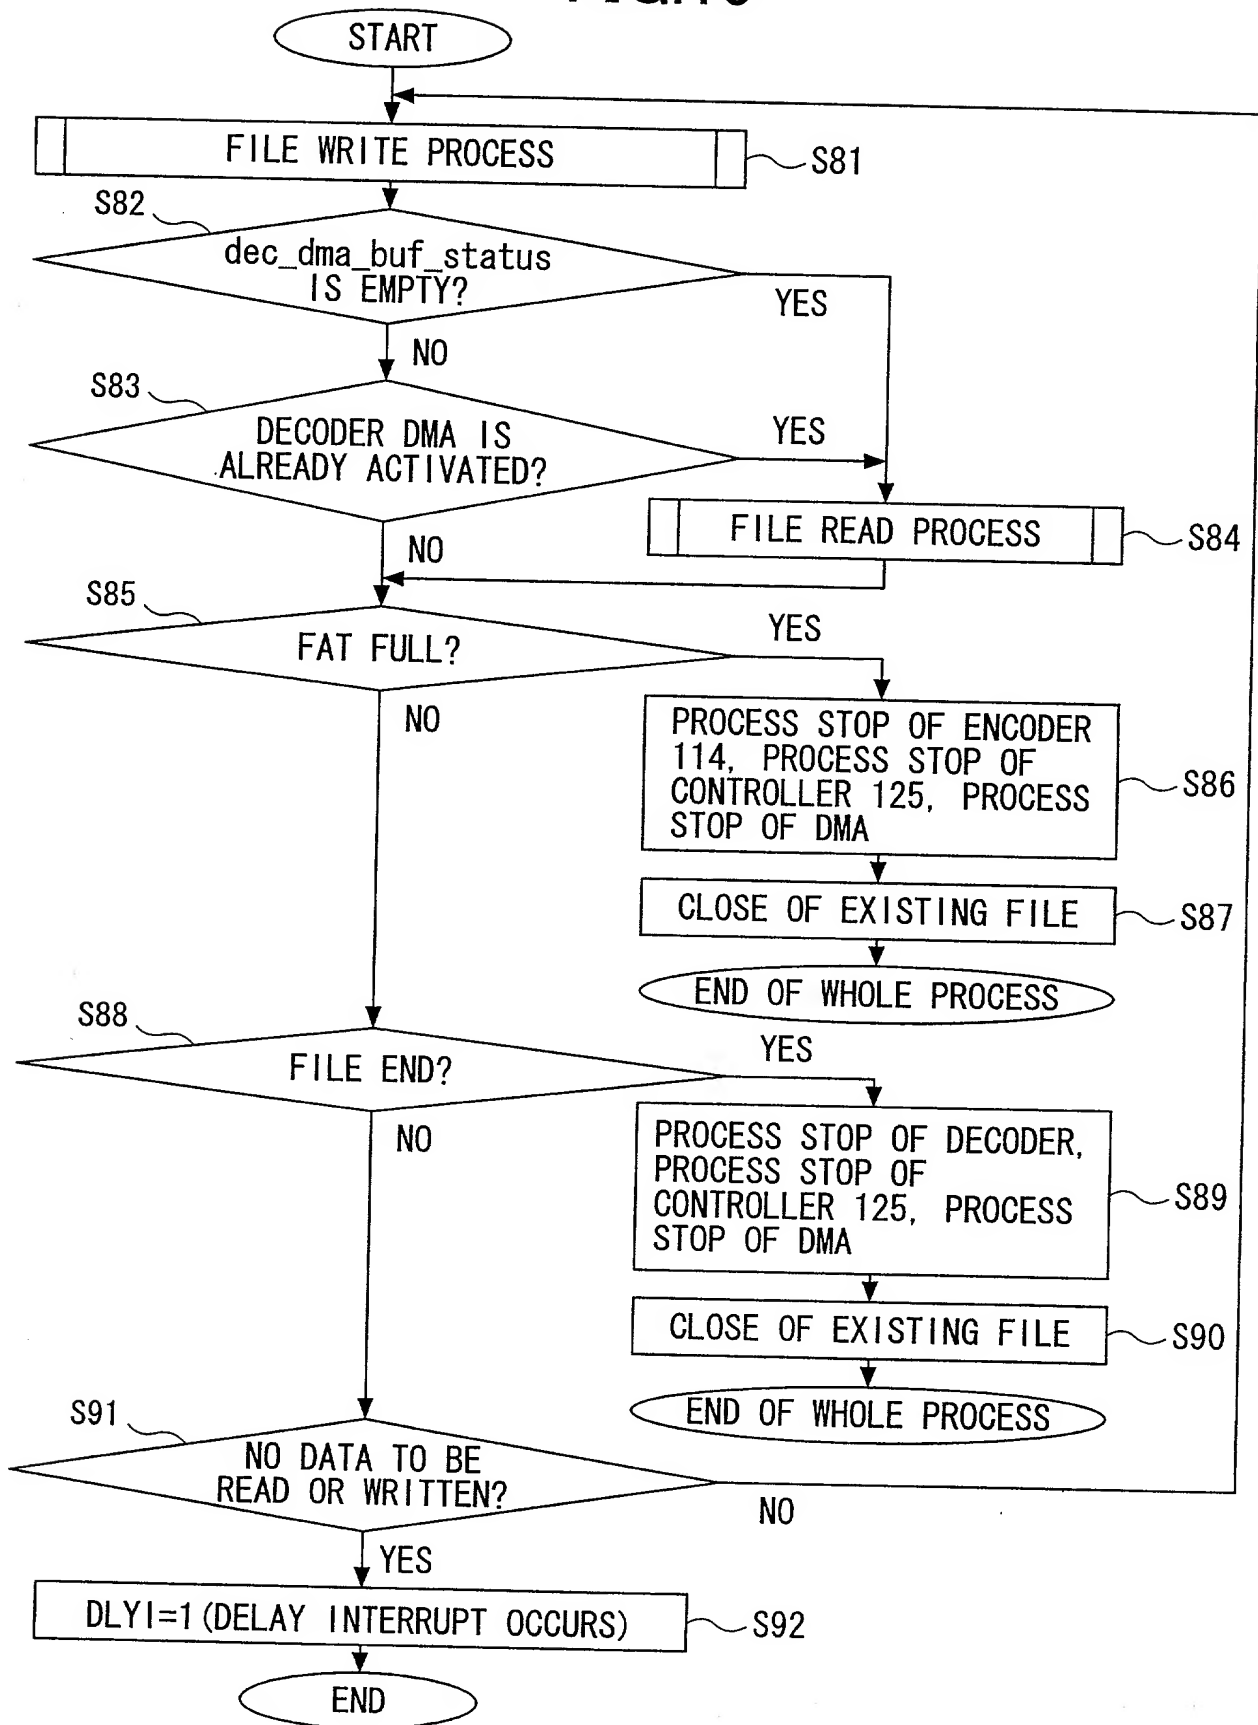 START
FILE WRITE PROCESS
S81
S82
dec_dma_buf_status
IS EMPTY?
YES
NO
S83
DECODER DMA IS
ALREADY ACTIVATED?
YES
NO
FILE READ PROCESS
S84
S85
FAT FULL?
YES
NO
PROCESS STOP OF ENCODER
114, PROCESS STOP OF
CONTROLLER 125, PROCESS
STOP OF DMA
S86
CLOSE OF EXISTING FILE
S87
END OF WHOLE PROCESS
S88
FILE END?
YES
NO
PROCESS STOP OF DECODER,
PROCESS STOP OF
CONTROLLER 125, PROCESS
STOP OF DMA
S89
CLOSE OF EXISTING FILE
S90
END OF WHOLE PROCESS
S91
NO DATA TO BE
READ OR WRITTEN?
NO
YES
DLYI=1(DELAY INTERRUPT OCCURS)
S92
END